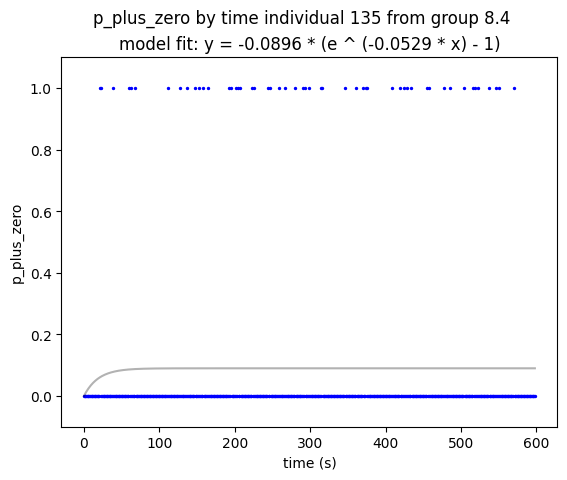 p_plus_zero by time individual 135 from group 8.4
model fit: y = -0.0896 * (e ^ (-0.0529 * x) - 1)
1.0
0.8
0.6
0.4
0.2
0.0
p_plus_zero
0 100 200 300 400 500 600
time (s)